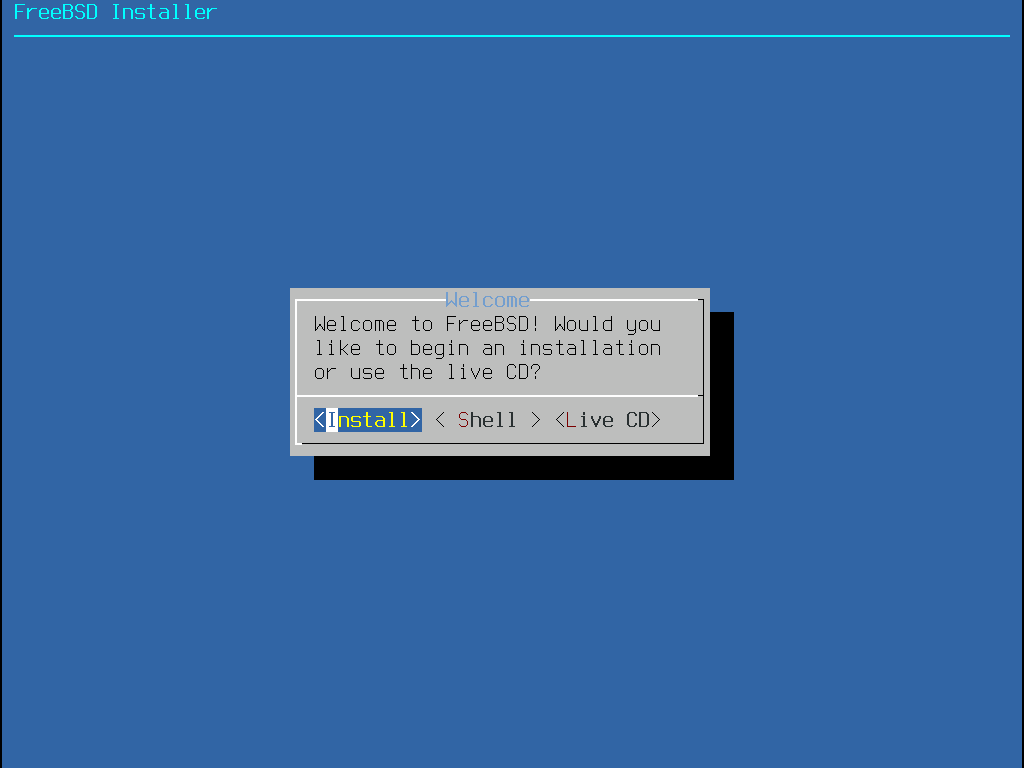 FreeBSD Installer
Welcome
Welcome to FreeBSD! Would you
like to begin an installation
or use the live CD?
<Install> < Shell > <Live CD>